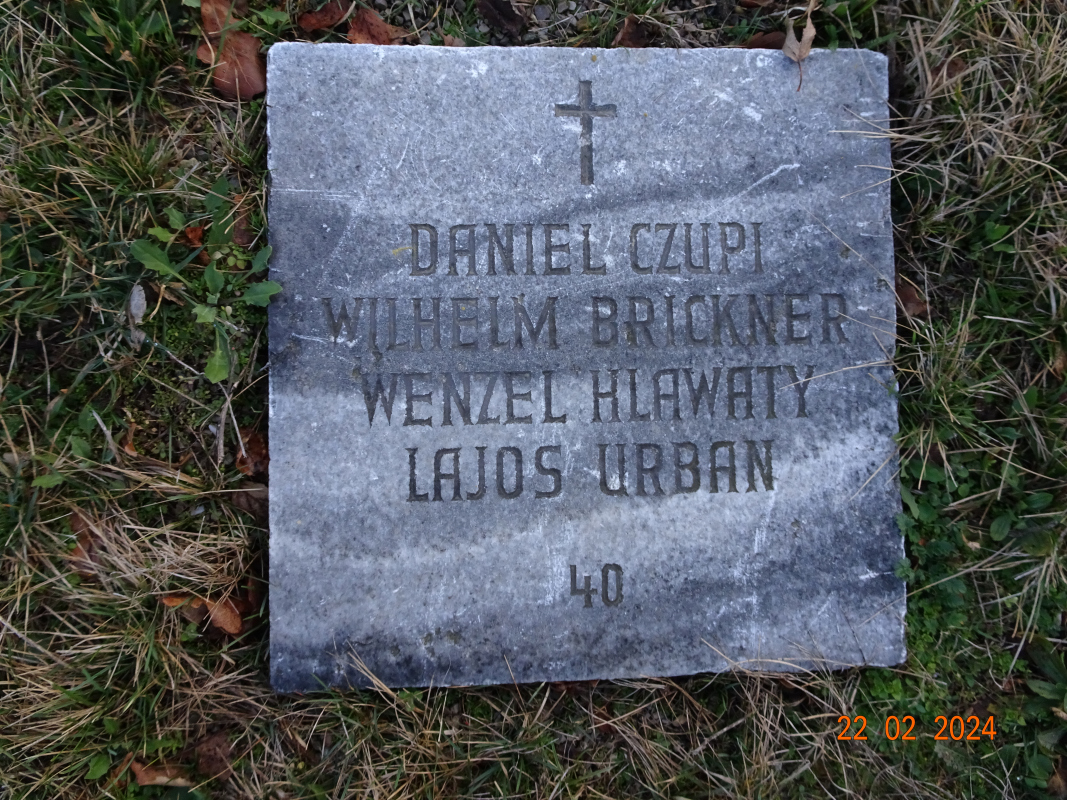 DANIEL CZUPI
WILHELM BRICKNER
WENZEL HLAWATY
LAJOS URBAN
40
22 02 2024